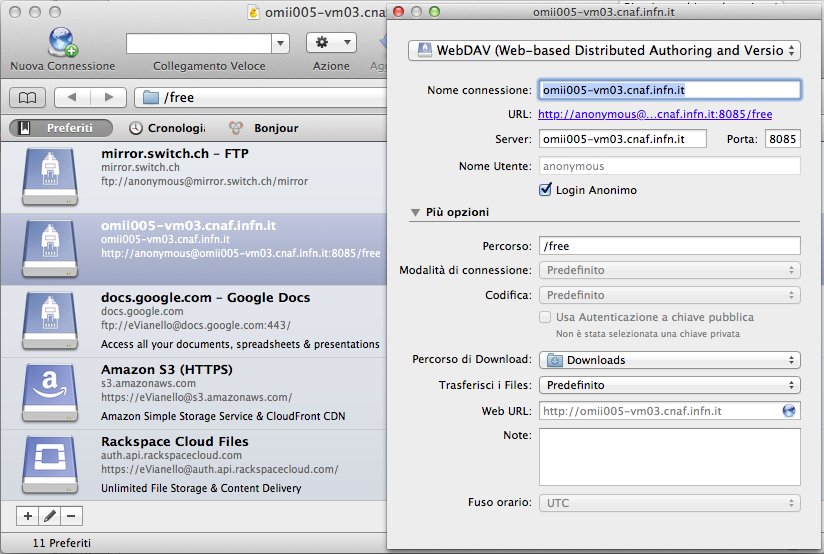 omii005-vm03.cna
Nuova Connessione
Collegamento Veloce
Azione
/free
Preferiti
Cronologia
Bonjour
mirror.switch.ch – FTP
mirror.switch.ch
ftp://anonymous@mirror.switch.ch/mirror
omii005-vm03.cnaf.infn.it
omii005-vm03.cnaf.infn.it
http://anonymous@omii005-vm03.cnaf.infn.it:8085/free
docs.google.com – Google Docs
docs.google.com
ftp://eVianello@docs.google.com:443/
Access all your documents, spreadsheets & presentations
Amazon S3 (HTTPS)
s3.amazonaws.com
https://eVianello@s3.amazonaws.com/
Amazon Simple Storage Service & CloudFront CDN
Rackspace Cloud Files
auth.api.rackspacecloud.com
https://eVianello@auth.api.rackspacecloud.com/
Unlimited File Storage & Content Delivery
11 Preferiti
omii005-vm03.cnaf.infn.it
WebDAV (Web-based Distributed Authoring and Versio
Nome connessione: omii005-vm03.cnaf.infn.it
URL: http://anonymous@...cnaf.infn.it:8085/free
Server: omii005-vm03.cnaf.infn.it Porta: 8085
Nome Utente: anonymous
Login Anonimo
Più opzioni
Percorso: /free
Modalità di connessione: Predefinito
Codifica: Predefinito
Usa Autenticazione a chiave pubblica
Non è stata selezionata una chiave privata
Percorso di Download: Downloads
Trasferisci i Files: Predefinito
Web URL: http://omii005-vm03.cnaf.infn.it
Note:
Fuso orario: UTC